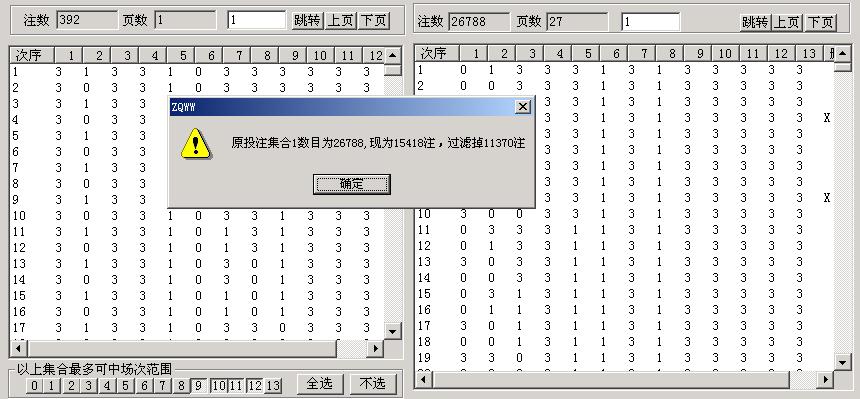 注数 392 页数 1 1 跳转 上页 下页
注数 26788 页数 27 1 跳转 上页 下页
次序 1 2 3 4 5 6 7 8 9 10 11 12
1 3 1 3 3 1 0 3 3 3 3 3 3
2 3 0 3 3 1 0 3 3 3 3 3 3
3 3 1 3 3
4 3 0 3 3
5 3 1 3 3
6 3 0 3 3
7 3 1 3 3
8 3 0 3 3
9 3 1 3 3
10 3 0 3 3 1 0 3 3 1 3 3 3
11 3 1 3 3 1 0 1 3 1 3 3 3
12 3 0 3 3 1 0 1 3 1 3 3 3
13 3 1 3 3 1 0 3 0 1 3 3 3
14 3 0 3 3 1 0 3 0 1 3 3 3
15 3 1 3 3 1 0 1 0 1 3 3 3
16 3 0 3 3 1 0 1 0 1 3 3 3
17 3 1 3 3 1 0 3 3 0 3 3 3
ZQWW
原投注集合1数目为26788,现为15418注，过滤掉11370注
确定
次序 1 2 3 4 5 6 7 8 9 10 11 12 13
1 0 1 3 3 3 1 3 1 3 3 3 3 3
2 0 0 3 3 3 1 3 1 3 3 3 3 3
X
X
11 0 3 3 3 1 1 3 1 3 3 3 3 3
12 0 1 3 3 1 1 3 1 3 3 3 3 3
13 3 0 3 3 1 1 3 1 3 3 3 3 3
14 0 0 3 3 1 1 3 1 3 3 3 3 3
15 0 3 1 3 1 1 3 1 3 3 3 3 3
16 0 1 1 3 1 1 3 1 3 3 3 3 3
17 3 0 1 3 1 1 3 1 3 3 3 3 3
18 0 0 1 3 1 1 3 1 3 3 3 3 3
19 3 3 0 3 1 1 3 1 3 3 3 3 3
以上集合最多可中场次范围
0 1 2 3 4 5 6 7 8 9 10 11 12 13 全选 不选